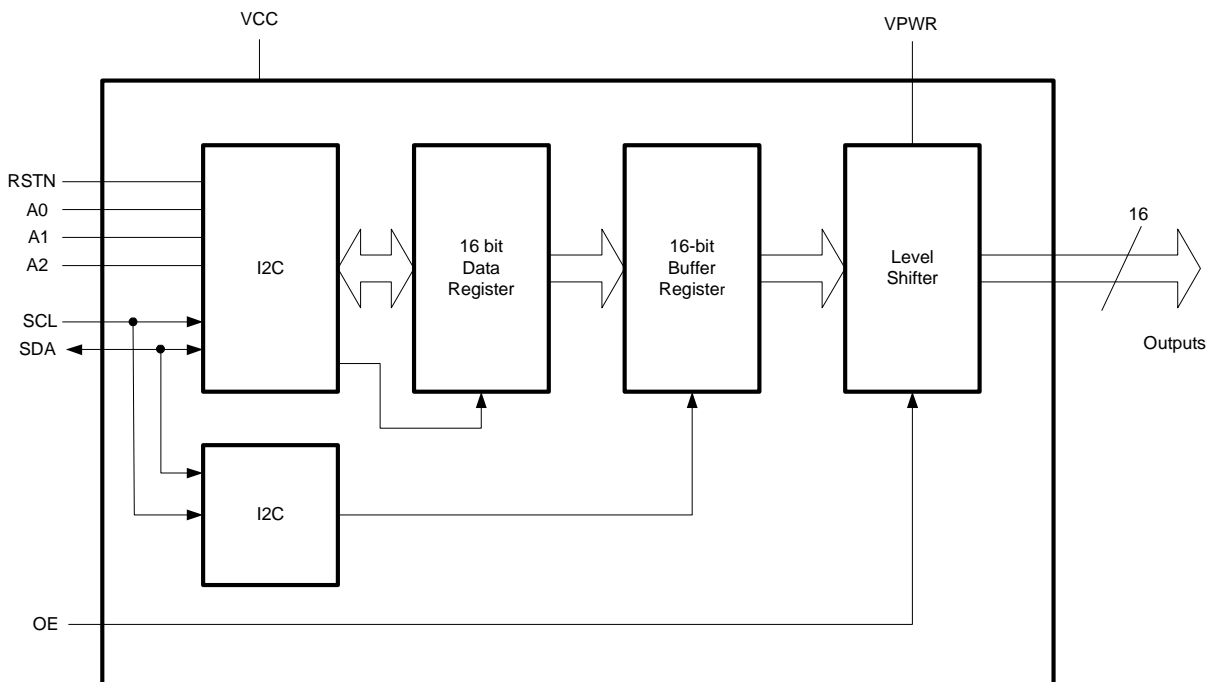 VCC
VPWR
RSTN
A0
A1
A2
SCL
SDA
I2C
16 bit
Data
Register
16-bit
Buffer
Register
Level
Shifter
16
Outputs
I2C
OE